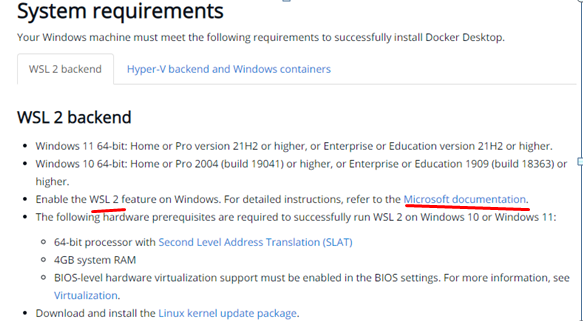 System requirements
Your Windows machine must meet the following requirements to successfully install Docker Desktop.
WSL 2 backend
Hyper-V backend and Windows containers
WSL 2 backend
• Windows 11 64-bit: Home or Pro version 21H2 or higher, or Enterprise or Education version 21H2 or higher.
• Windows 10 64-bit: Home or Pro 2004 (build 19041) or higher, or Enterprise or Education 1909 (build 18363) or
higher.
• Enable the WSL 2 feature on Windows. For detailed instructions, refer to the Microsoft documentation.
• The following hardware prerequisites are required to successfully run WSL 2 on Windows 10 or Windows 11:
○ 64-bit processor with Second Level Address Translation (SLAT)
○ 4GB system RAM
○ BIOS-level hardware virtualization support must be enabled in the BIOS settings. For more information, see
Virtualization.
• Download and install the Linux kernel update package.